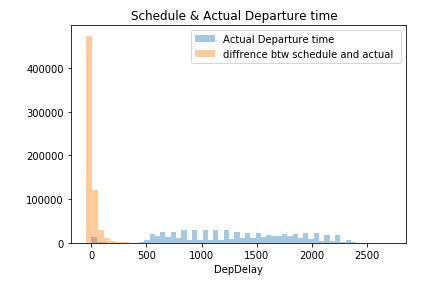 Schedule & Actual Departure time
Actual Departure time
diffrence btw schedule and actual
400000
300000
200000
100000
0
0 500 1000 1500 2000 2500
DepDelay